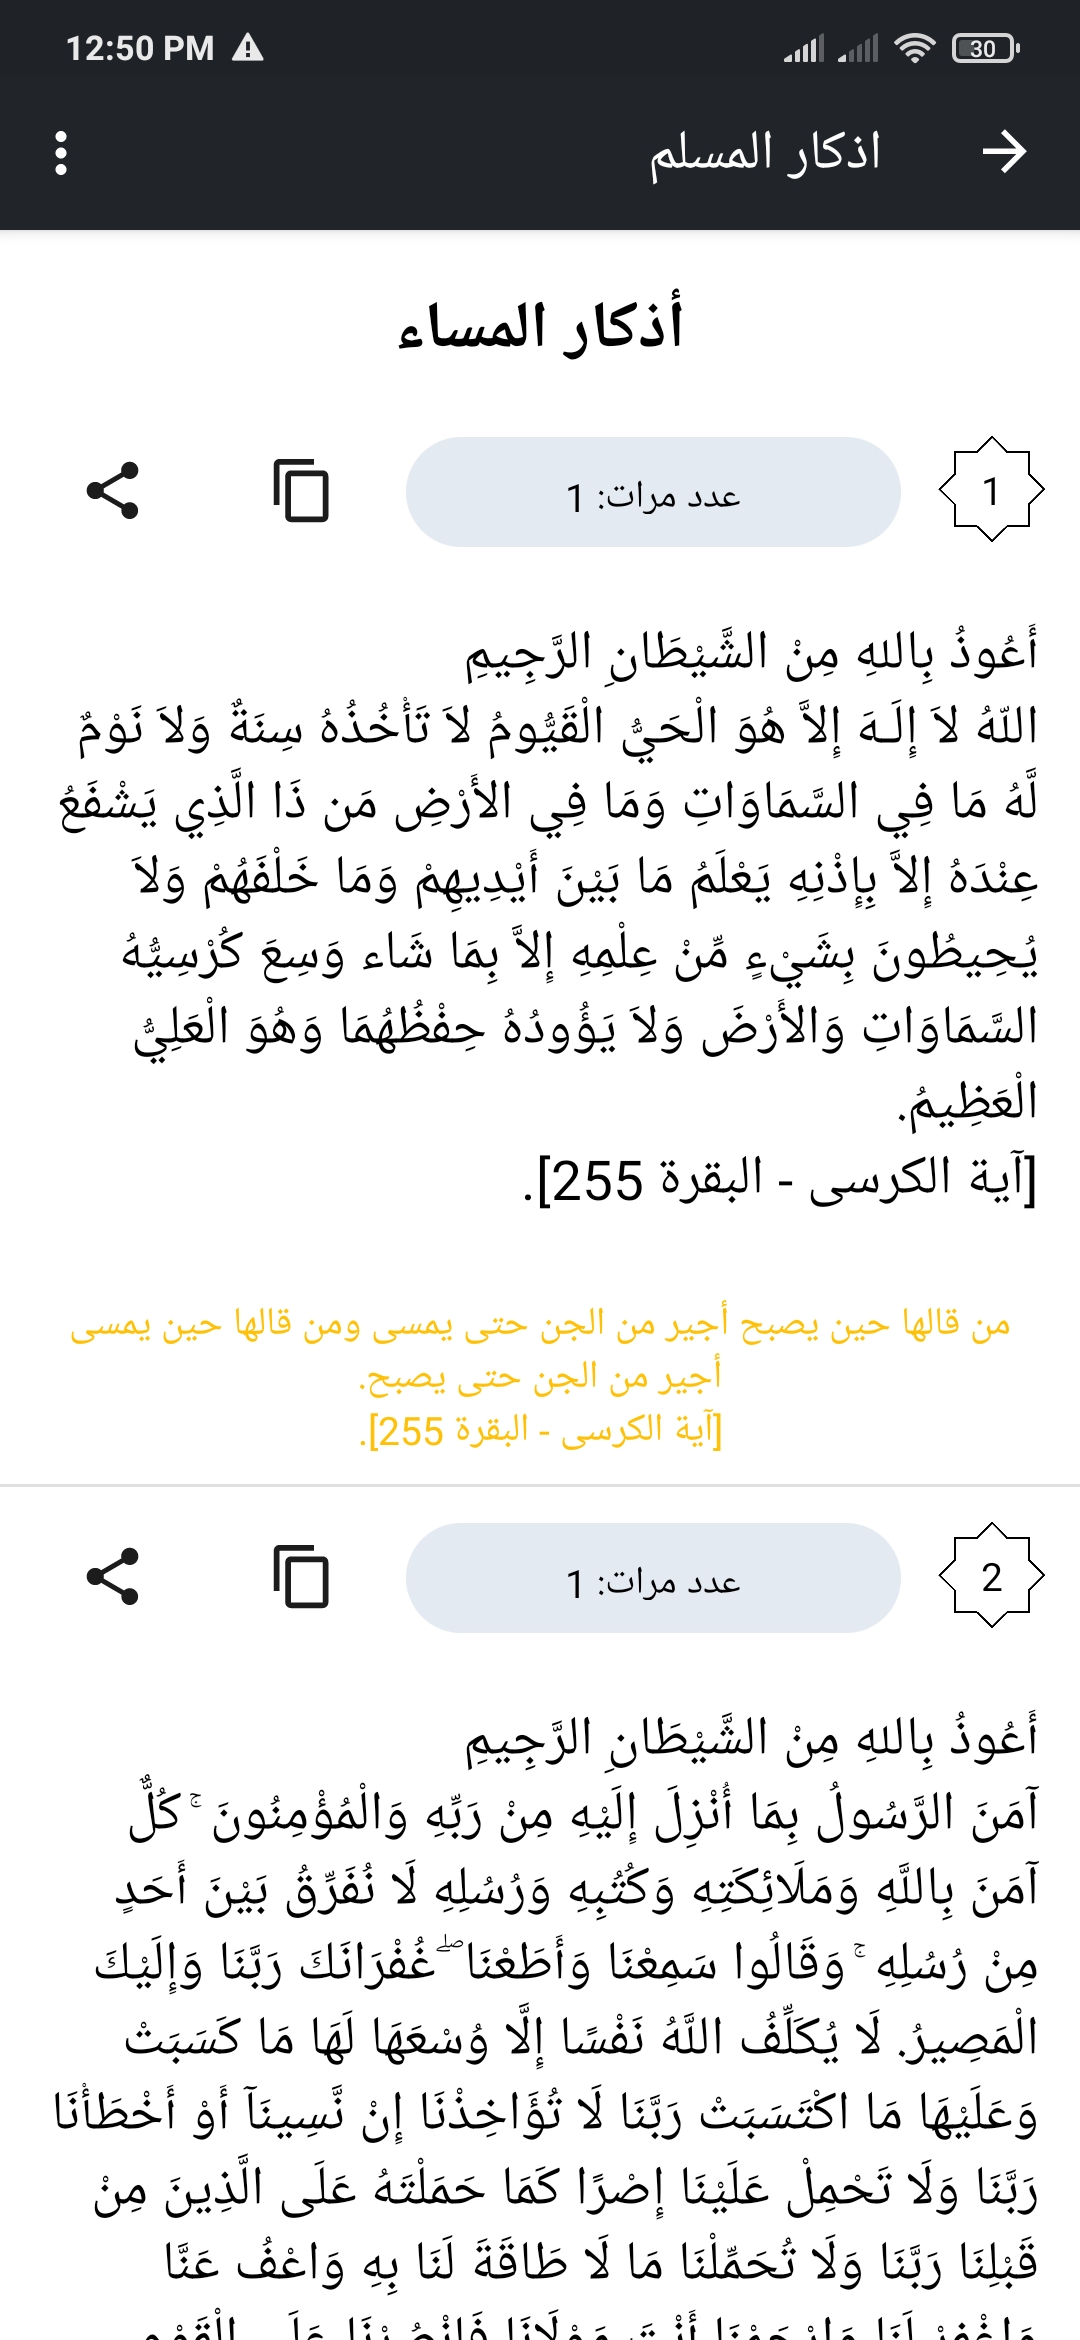 12:50 PM
30
اذكار المسلم
أذكار المساء
1
عدد مرات: 1
أَعُوذُ بِاللهِ مِنْ الشَّيْطَانِ الرَّجِيمِ
اللّهُ لاَ إِلَـهَ إِلاَّ هُوَ الْحَيُّ الْقَيُّومُ لاَ تَأْخُذُهُ سِنَةٌ وَلاَ نَوْمٌ
لَّهُ مَا فِي السَّمَاوَاتِ وَمَا فِي الأَرْضِ مَن ذَا الَّذِي يَشْفَعُ
عِنْدَهُ إِلاَّ بِإِذْنِهِ يَعْلَمُ مَا بَيْنَ أَيْدِيهِمْ وَمَا خَلْفَهُمْ وَلاَ
يُحِيطُونَ بِشَيْءٍ مِّنْ عِلْمِهِ إِلاَّ بِمَا شَاء وَسِعَ كُرْسِيُّهُ
السَّمَاوَاتِ وَالأَرْضَ وَلاَ يَؤُودُهُ حِفْظُهُمَا وَهُوَ الْعَلِيُّ
الْعَظِيمُ.
[آية الكرسى - البقرة 255].
من قالها حين يصبح أجير من الجن حتى يمسى ومن قالها حين يمسى
أجير من الجن حتى يصبح.
[آية الكرسى - البقرة 255].
2
عدد مرات: 1
أَعُوذُ بِاللهِ مِنْ الشَّيْطَانِ الرَّجِيمِ
آمَنَ الرَّسُولُ بِمَا أُنْزِلَ إِلَيْهِ مِنْ رَبِّهِ وَالْمُؤْمِنُونَ ۚ كُلٌّ
آمَنَ بِاللَّهِ وَمَلَائِكَتِهِ وَكُتُبِهِ وَرُسُلِهِ لَا نُفَرِّقُ بَيْنَ أَحَدٍ
مِنْ رُسُلِهِ ۚ وَقَالُوا سَمِعْنَا وَأَطَعْنَا ۖ غُفْرَانَكَ رَبَّنَا وَإِلَيْكَ
الْمَصِيرُ. لَا يُكَلِّفُ اللَّهُ نَفْسًا إِلَّا وُسْعَهَا لَهَا مَا كَسَبَتْ
وَعَلَيْهَا مَا اكْتَسَبَتْ رَبَّنَا لَا تُؤَاخِذْنَا إِنْ نَّسِينَآ أَوْ أَخْطَأْنَا
رَبَّنَا وَلَا تَحْمِلْ عَلَيْنَا إِصْرًا كَمَا حَمَلْتَهُ عَلَى الَّذِينَ مِنْ
قَبْلِنَا رَبَّنَا وَلَا تُحَمِّلْنَا مَا لَا طَاقَةَ لَنَا بِهِ وَاعْفُ عَنَّا